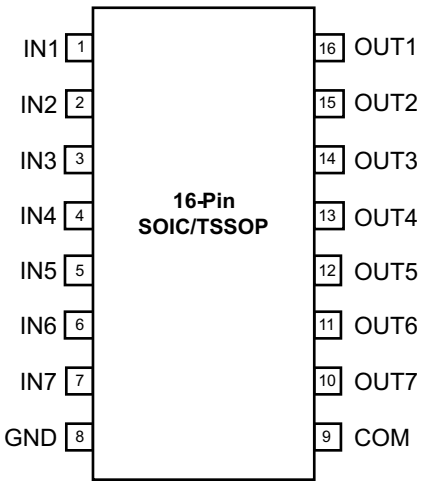 IN1 1 16 OUT1
IN2 2 15 OUT2
IN3 3 14 OUT3
IN4 4 13 OUT4
16-Pin
SOIC/TSSOP
IN5 5 12 OUT5
IN6 6 11 OUT6
IN7 7 10 OUT7
GND 8 9 COM